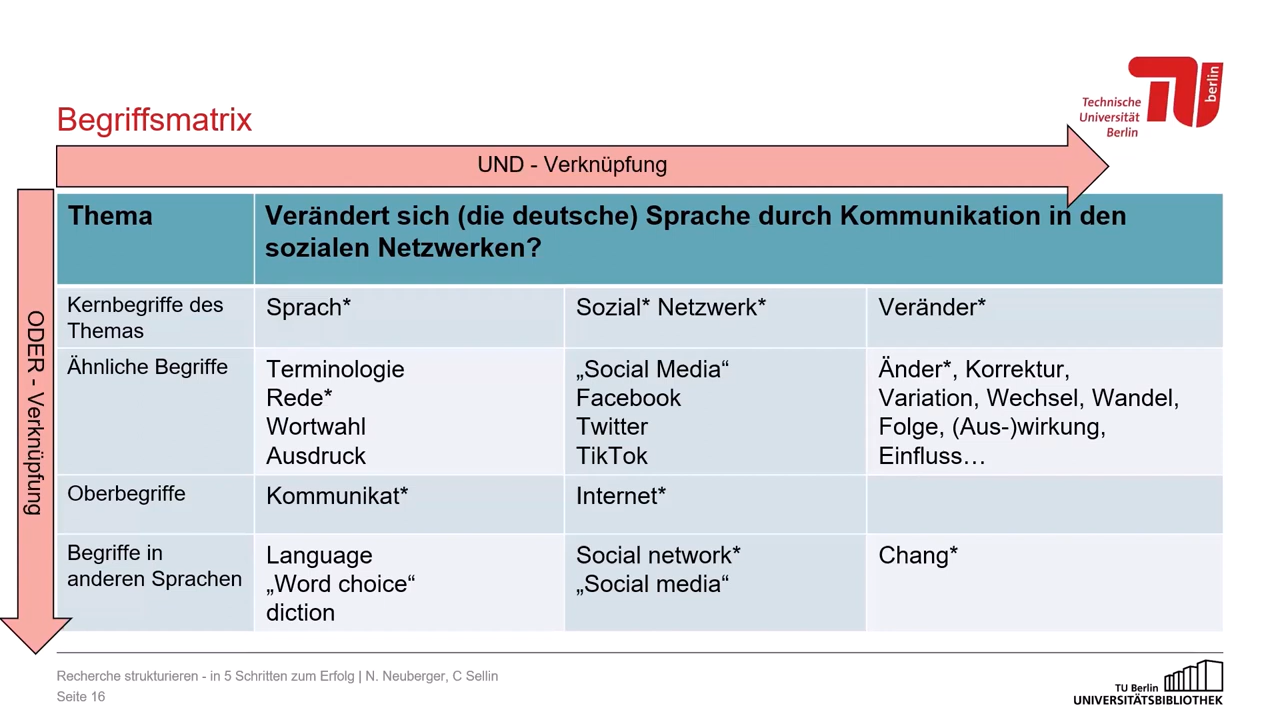 Technische
Universität
Berlin
berlin
Begriffsmatrix
UND - Verknüpfung
ODER - Verknüpfung
Thema
Verändert sich (die deutsche) Sprache durch Kommunikation in den
sozialen Netzwerken?
Kernbegriffe des
Themas
Sprach*
Sozial* Netzwerk*
Veränder*
Ähnliche Begriffe
Terminologie
Rede*
Wortwahl
Ausdruck
„Social Media“
Facebook
Twitter
TikTok
Änder*, Korrektur,
Variation, Wechsel, Wandel,
Folge, (Aus-)wirkung,
Einfluss…
Oberbegriffe
Kommunikat*
Internet*
Begriffe in
anderen Sprachen
Language
„Word choice“
diction
Social network*
„Social media“
Chang*
Recherche strukturieren - in 5 Schritten zum Erfolg | N. Neuberger, C Sellin
Seite 16
TU Berlin
UNIVERSITÄTSBIBLIOTHEK